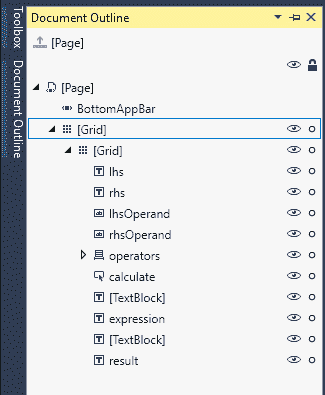 Toolbox
Document Outline
Document Outline
[Page]
[Page]
BottomAppBar
[Grid]
[Grid]
lhs
rhs
lhsOperand
rhsOperand
operators
calculate
[TextBlock]
expression
[TextBlock]
result